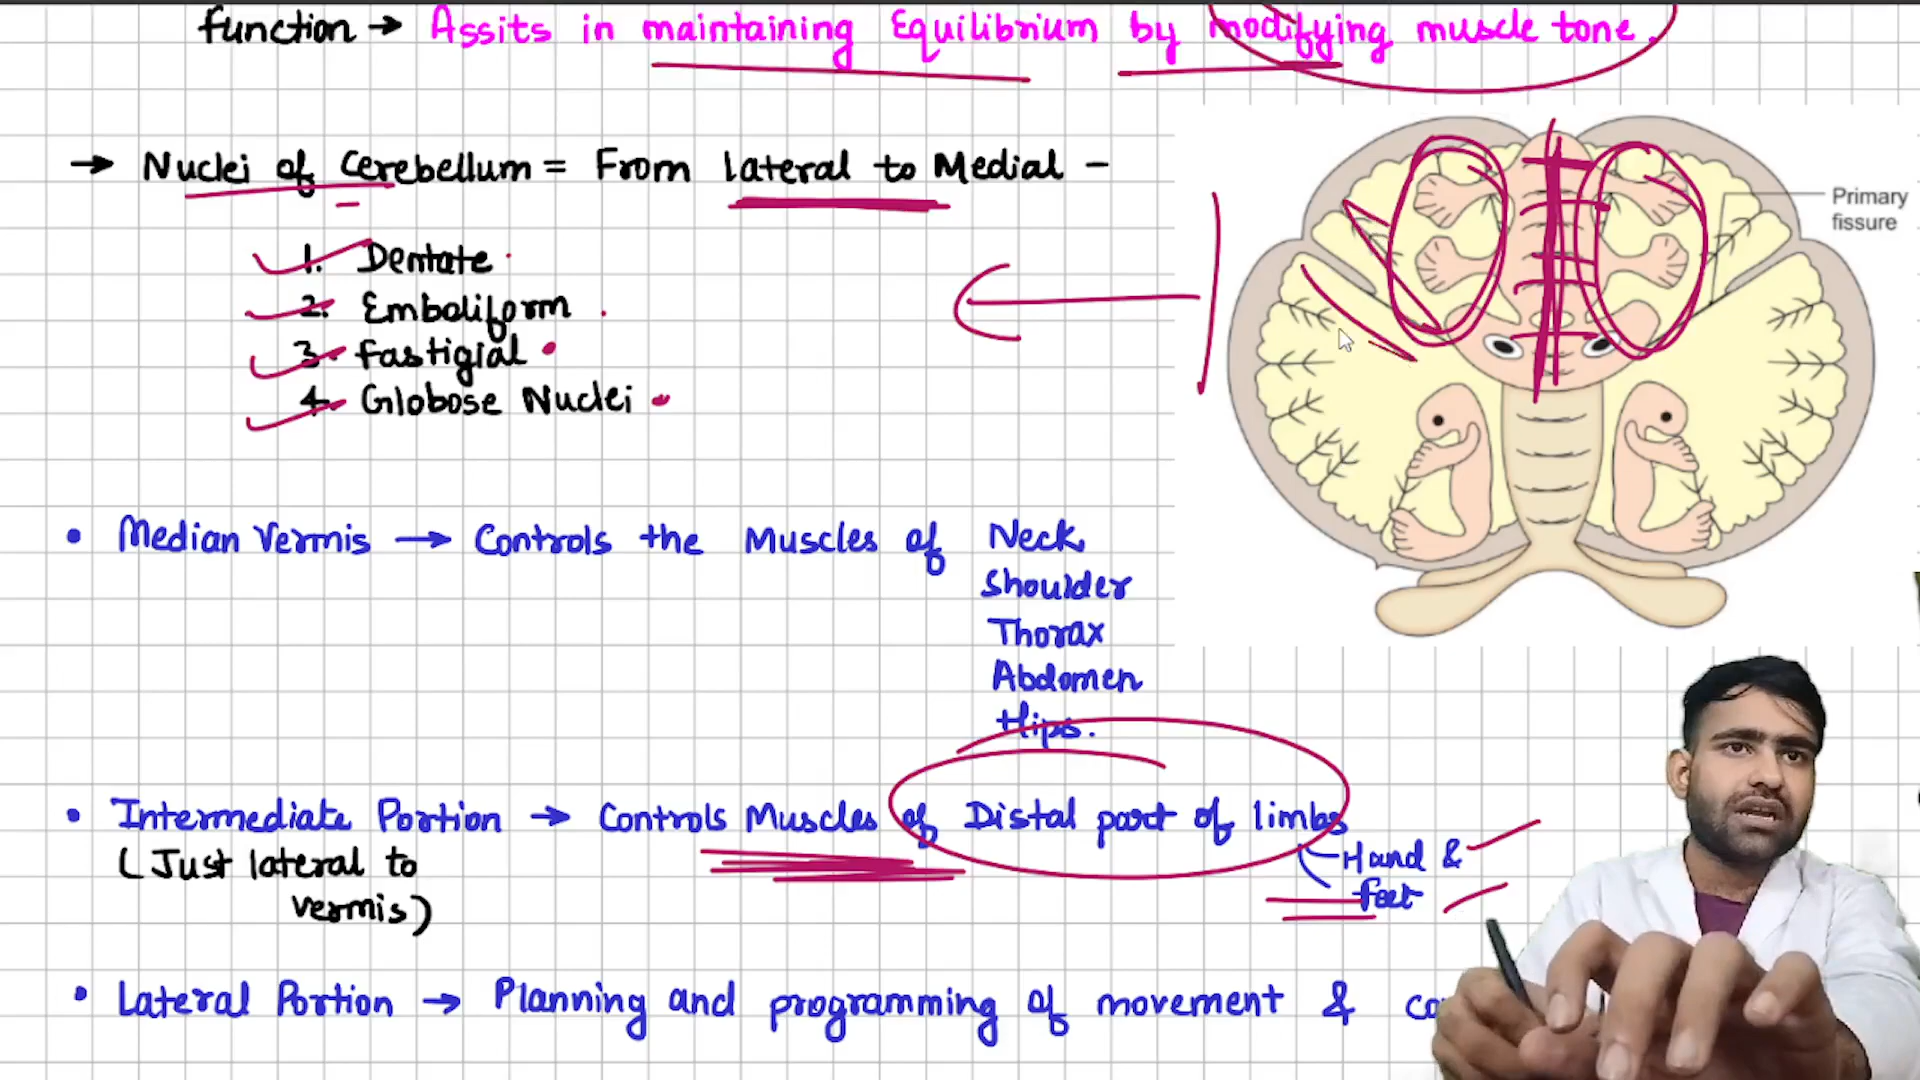 function → Assits in maintaining Equilibrium by modifying muscle tone.
→ Nuclei of Cerebellum = From lateral to Medial -
1. Dentate
2. Emboliform
3. Fastigial
4. Globose Nuclei
Primary
fissure
• Median Vermis → Controls the Muscles of Neck
Shoulder
Thorax
Abdomen
Hips.
• Intermediate Portion → Controls Muscles of Distal part of limbs
(Just lateral to
vermis)
Hand &
feet
• Lateral Portion → Planning and programming of movement &